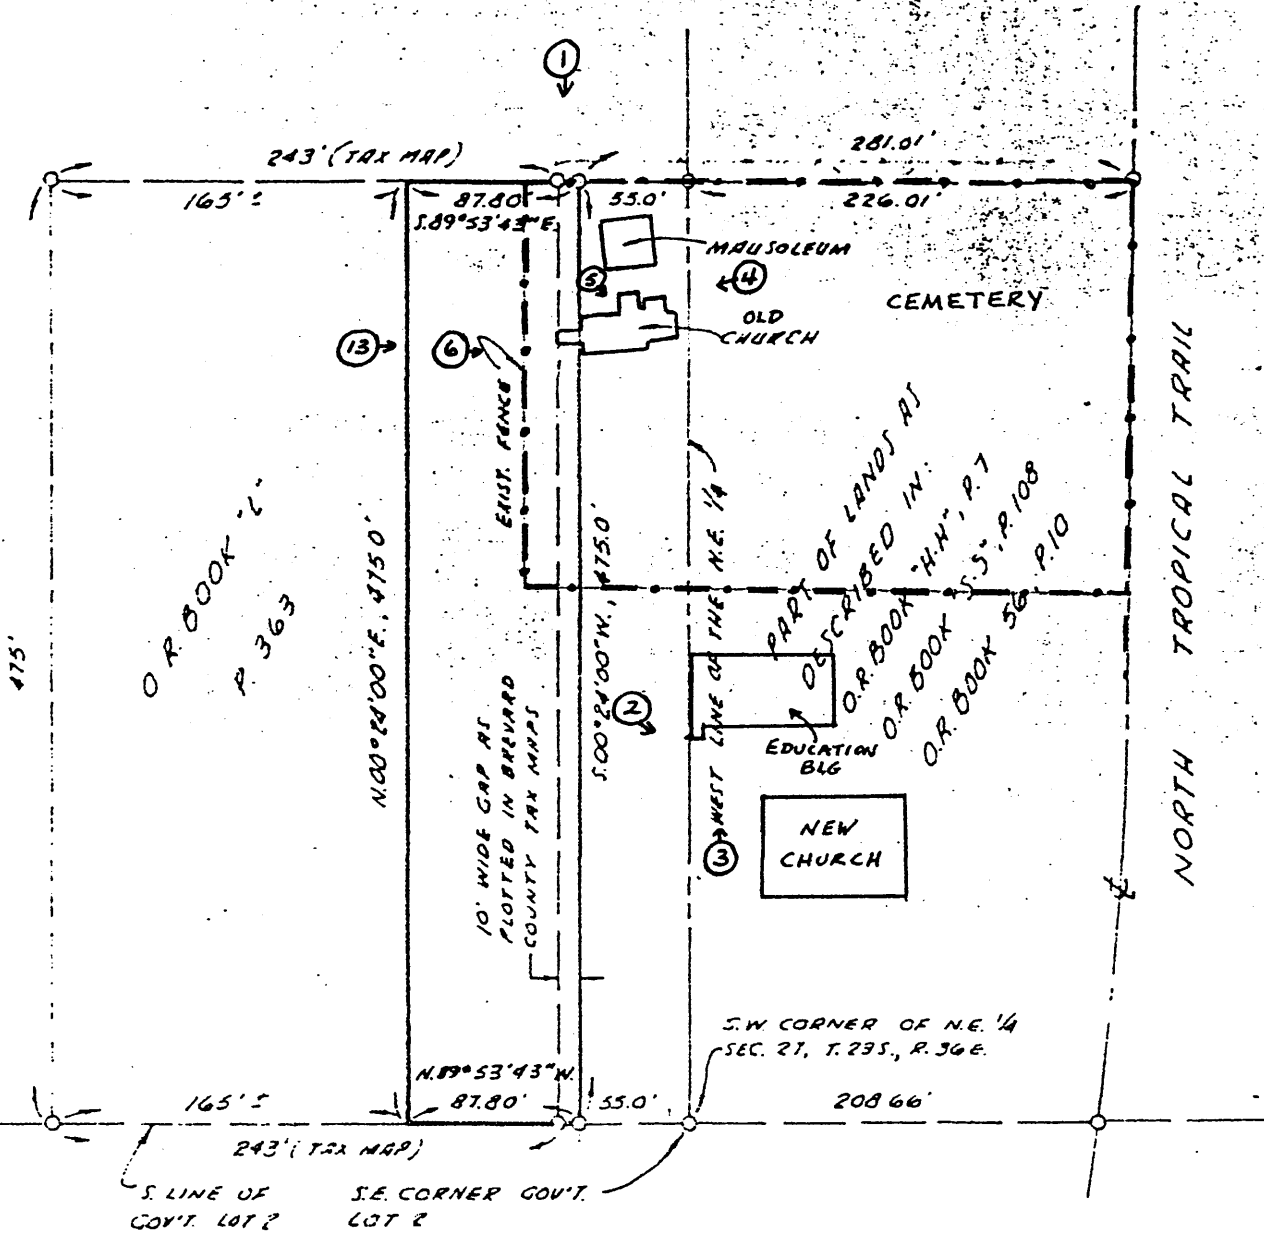 1
243' (TAX MAP)
281.01'
165' ±
87.80'
55.0'
226.01'
S.89°53'43"E.
MAUSOLEUM
5
4
CEMETERY
OLD
CHURCH
13
6
EXIST. FENCE
NORTH TROPICAL TRAIL
O.R. BOOK "L"
P. 363
475'
N.00°24'00"E., 475.0'
S.00°24'00"W., 475.0'
WEST LINE OF THE N.E. 1/4
PART OF LANDS AS
DESCRIBED IN:
O.R. BOOK "H.H", P.7
O.R. BOOK "S.S", P.108
O.R. BOOK 56 P.10
2
EDUCATION
BLG
10' WIDE GAP AS
PLOTTED IN BREVARD
COUNTY TAX MAPS
3
NEW
CHURCH
S.W. CORNER OF N.E. 1/4
SEC. 27, T. 23 S., R. 36 E.
N.89°53'43"W.
165' ±
87.80'
55.0'
208.66'
243' (TAX MAP)
S. LINE OF
GOV'T. LOT 2
S.E. CORNER GOV'T.
LOT 2